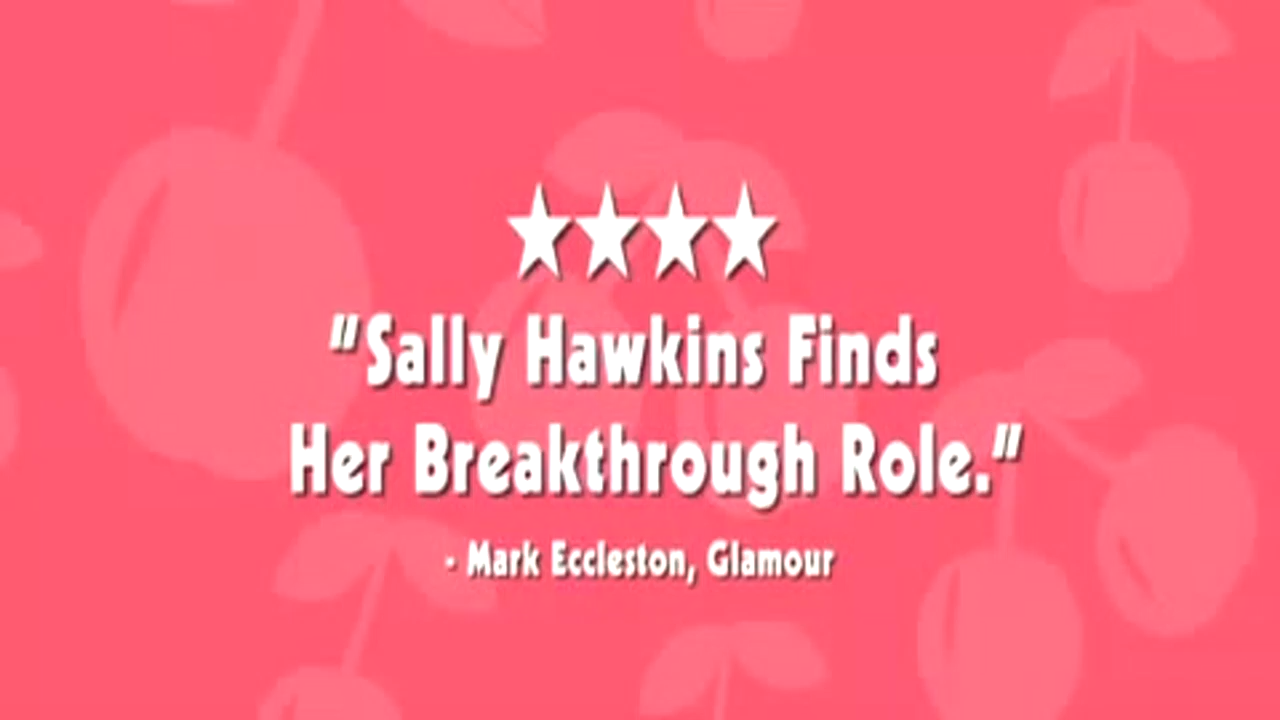 "Sally Hawkins Finds
Her Breakthrough Role."
- Mark Eccleston, Glamour